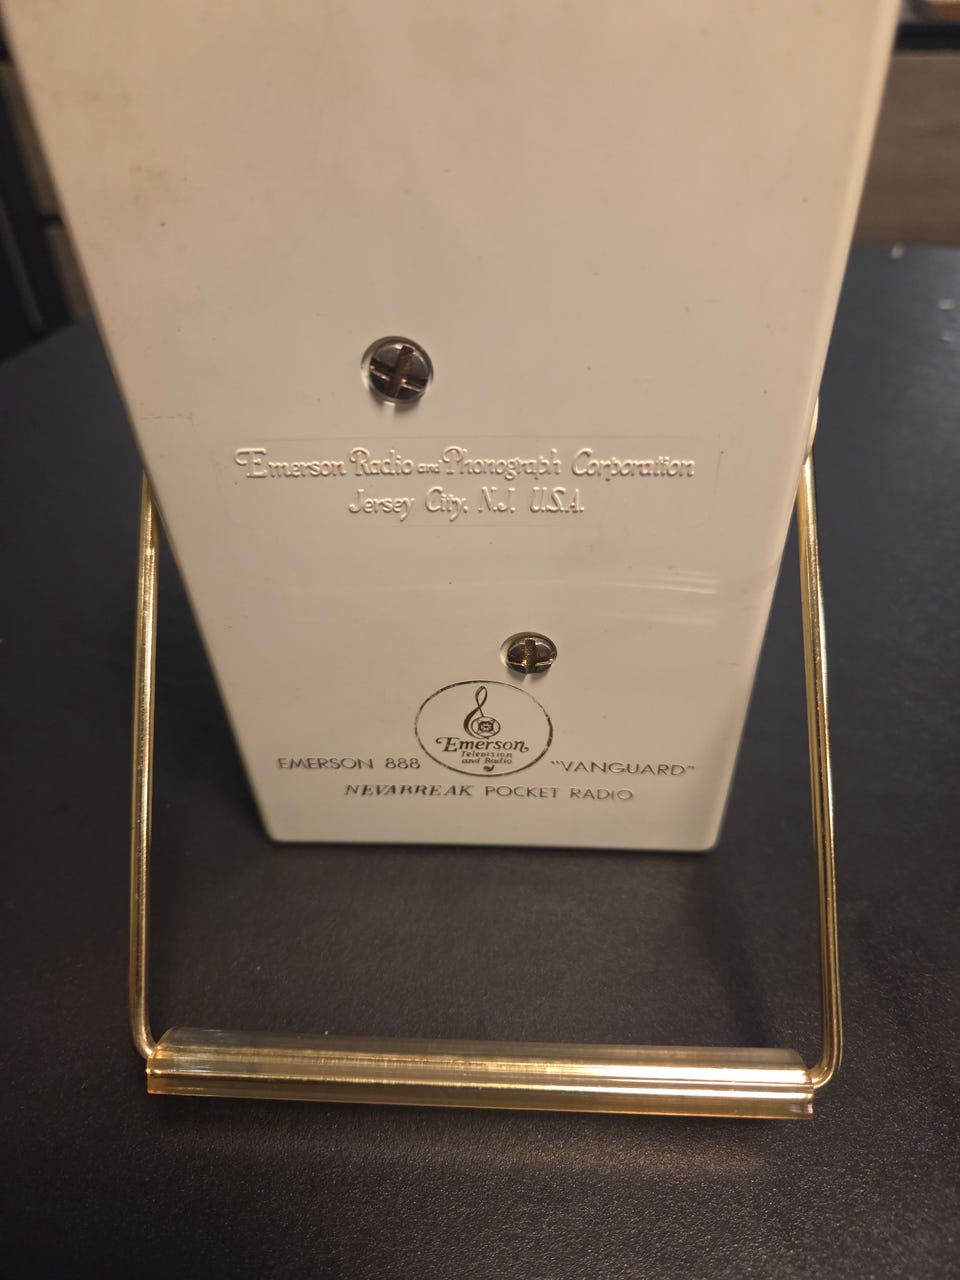 Emerson Radio and Phonograph Corporation
Jersey City, N.J. U.S.A.
Emerson
Television
and Radio
EMERSON 888 "VANGUARD"
NEVABREAK POCKET RADIO